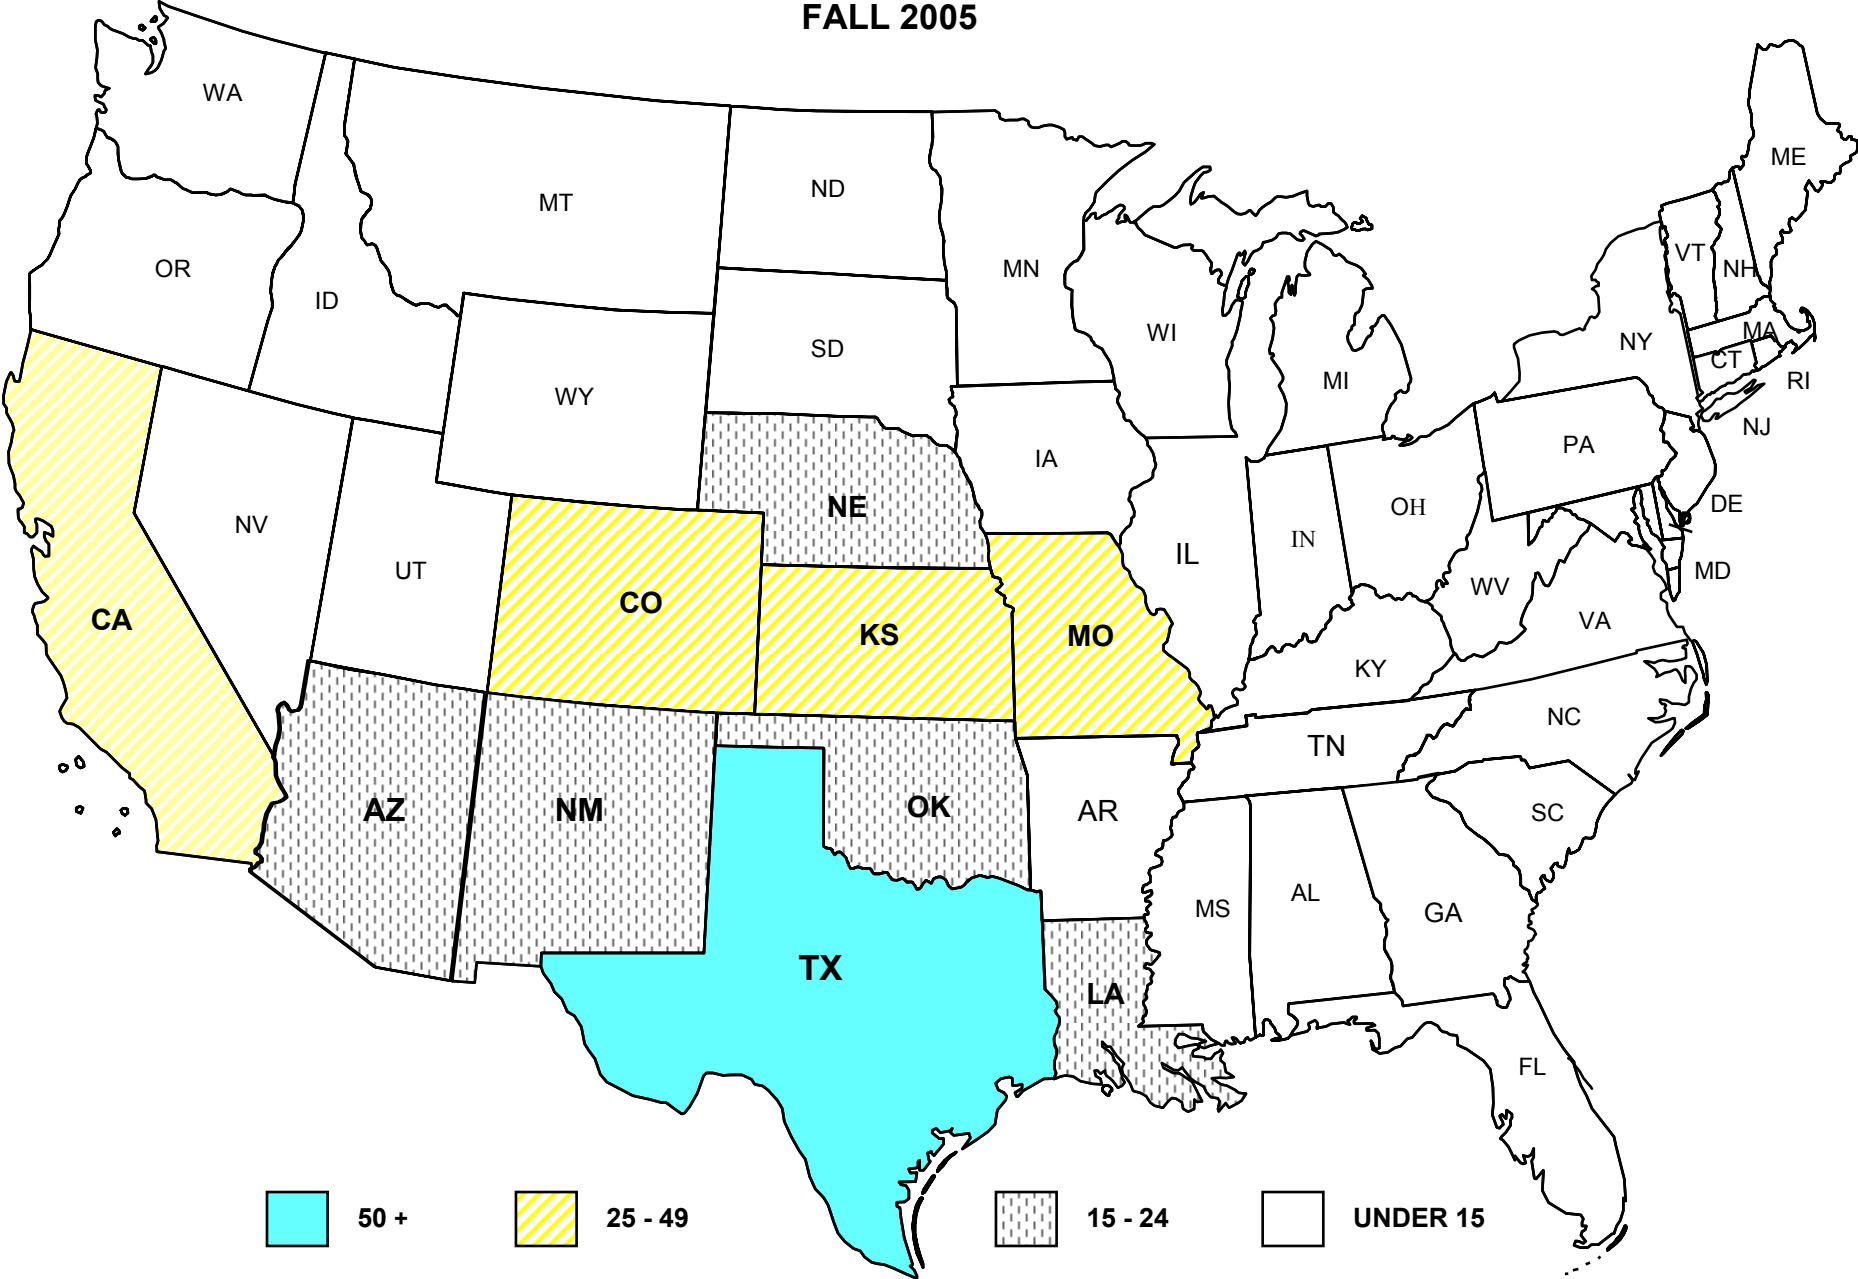 FALL 2005
WA
ME
MT
ND
VT
OR
MN
NH
ID
WI
MA
NY
SD
CT
MI
RI
WY
NJ
PA
IA
NE
DE
OH
NV
IN
IL
UT
MD
CO
WV
CA
VA
KS
MO
KY
NC
TN
AZ
NM
OK
AR
SC
AL
MS
GA
TX
LA
FL
50 +
25 - 49
15 - 24
UNDER 15